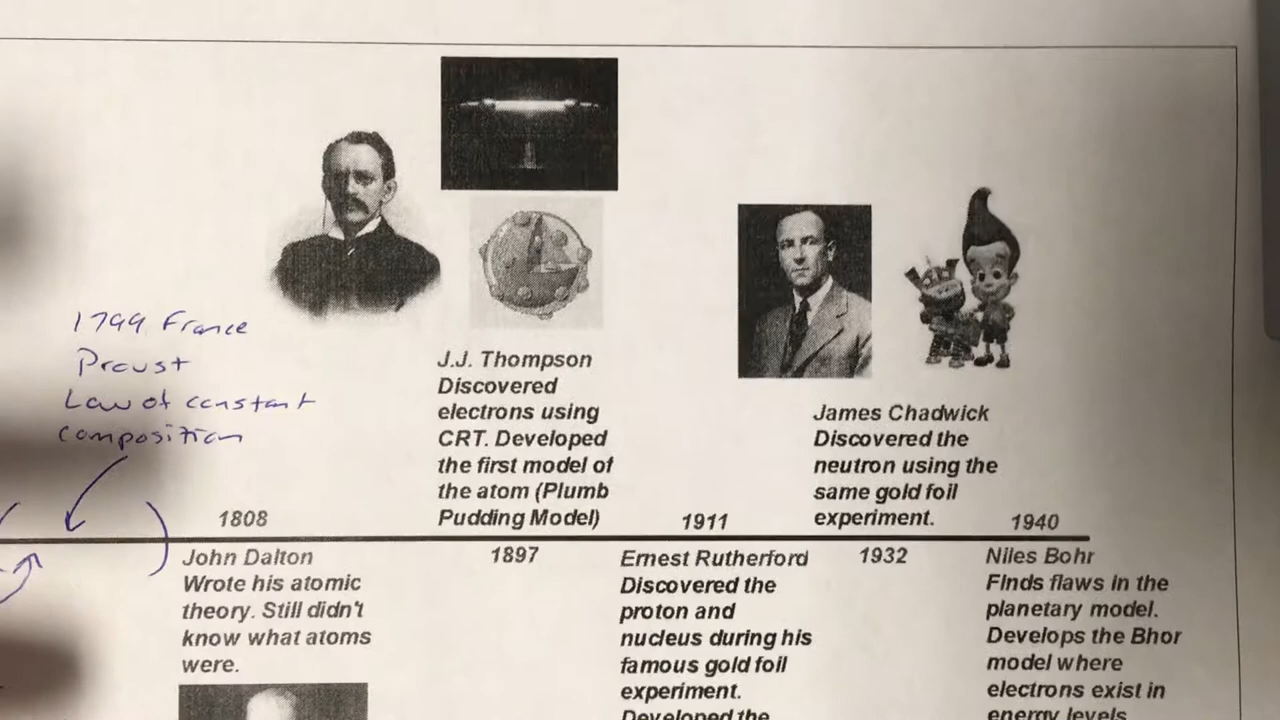 1799 France
Proust
Law of constant
composition
J.J. Thompson
Discovered
electrons using
CRT. Developed
the first model of
the atom (Plumb
Pudding Model)
James Chadwick
Discovered the
neutron using the
same gold foil
experiment.
1808
1911
1940
John Dalton
Wrote his atomic
theory. Still didn't
know what atoms
were.
1897
Ernest Rutherford
Discovered the
proton and
nucleus during his
famous gold foil
experiment.
Developed the
1932
Niles Bohr
Finds flaws in the
planetary model.
Develops the Bhor
model where
electrons exist in
energy levels